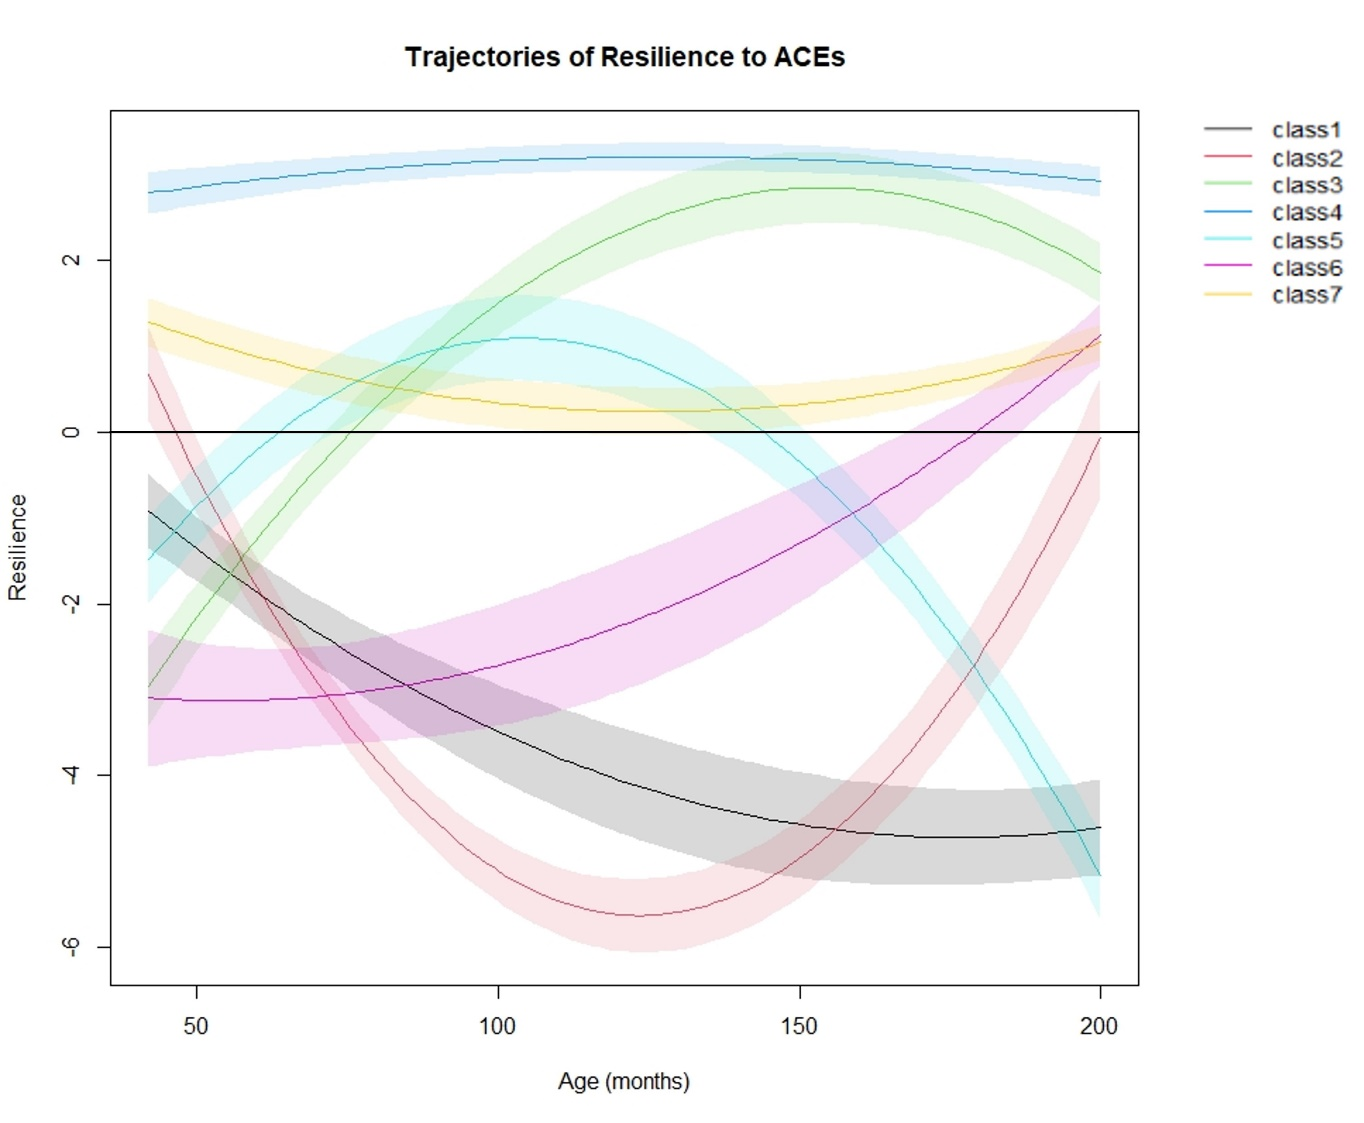 Trajectories of Resilience to ACEs
class1
class2
class3
class4
class5
class6
class7
Resilience
2
0
-2
-4
-6
50
100
150
200
Age (months)